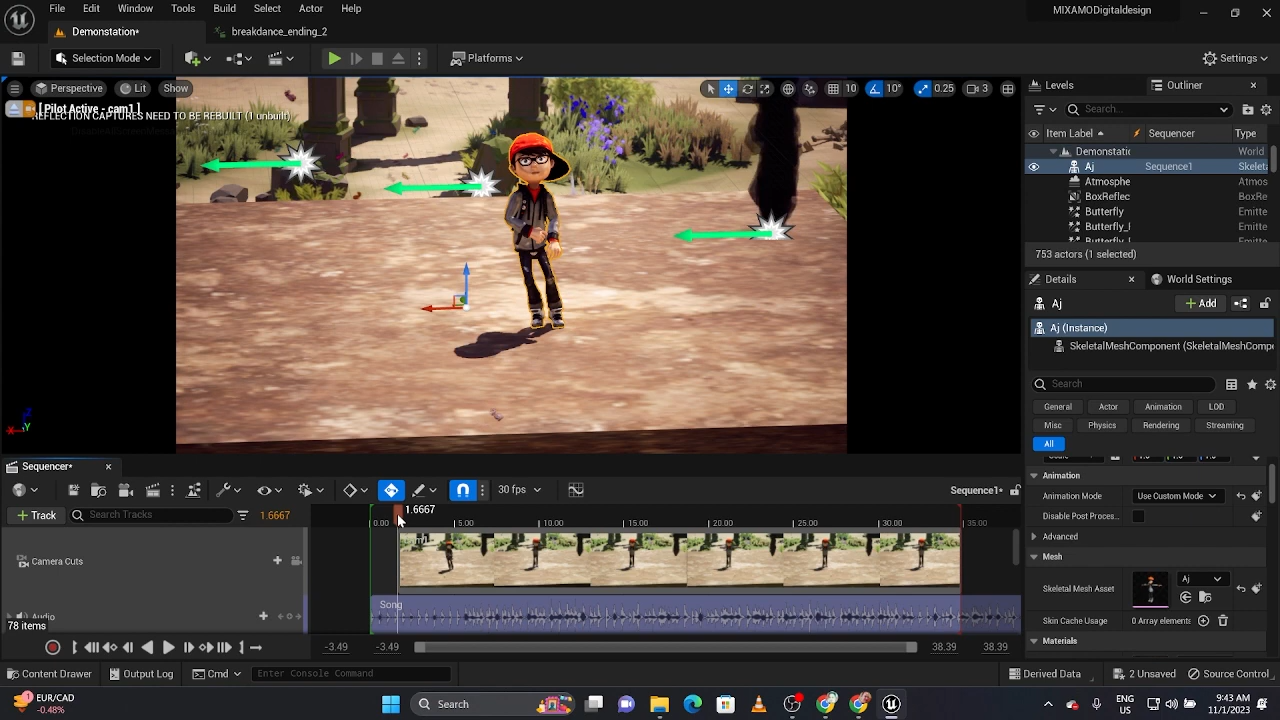 File Edit Window Tools Build Select Actor Help
MIXAMODigitaldesign
Demonstation*
breakdance_ending_2
Selection Mode
Platforms
Settings
Perspective
Lit
Show
10
10°
0.25
3
[ Pilot Active - cam1 ]
REFLECTION CAPTURES NEED TO BE REBUILT (1 unbuilt)
Levels
Outliner
Search...
Item Label
Sequencer
Type
Demonstatic
World
Aj
Sequence1
Skelet
Atmosphe
Atmo
BoxReflec
BoxRe
Butterfly
Emitte
Butterfly_l
Emitte
753 actors (1 selected)
Details
World Settings
Aj
Add
Aj (Instance)
SkeletalMeshComponent (SkeletalMeshCompe
Search
General
Actor
Animation
LOD
Misc
Physics
Rendering
Streaming
All
Animation
Animation Mode
Use Custom Mode
Disable Post Proces...
Advanced
Mesh
Skeletal Mesh Asset
Aj
Skin Cache Usage
0 Array elements
Materials
Sequencer*
30 fps
Sequence1*
Track
Search Tracks
1.6667
1.6667
0.00
5.00
10.00
15.00
20.00
25.00
30.00
35.00
Camera Cuts
Audio
Song
78 items
-3.49
-3.49
38.39
38.39
Content Drawer
Output Log
Cmd
Enter Console Command
Derived Data
2 Unsaved
Source Control
EUR/CAD
-0.48%
1
Search
ENG
US
9:43 AM
11/1/2023
X
Y
Z